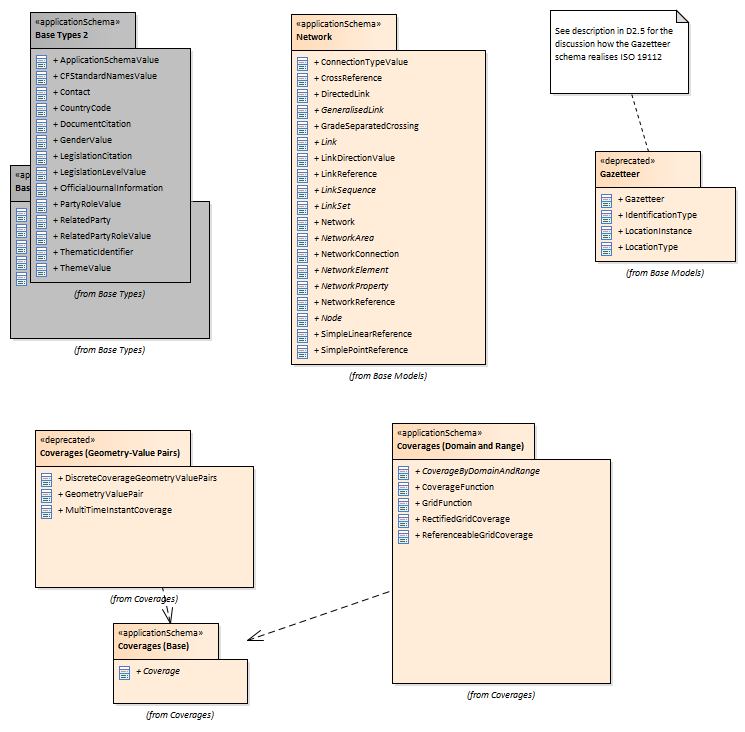 «applicationSchema»
Base Types 2
+ ApplicationSchemaValue
+ CFStandardNamesValue
+ Contact
+ CountryCode
+ DocumentCitation
+ GenderValue
+ LegislationCitation
+ LegislationLevelValue
+ OfficialJournalInformation
+ PartyRoleValue
+ RelatedParty
+ RelatedPartyRoleValue
+ ThematicIdentifier
+ ThemeValue
(from Base Types)
«ap
Bas
(from Base Types)
«applicationSchema»
Network
+ ConnectionTypeValue
+ CrossReference
+ DirectedLink
+ GeneralisedLink
+ GradeSeparatedCrossing
+ Link
+ LinkDirectionValue
+ LinkReference
+ LinkSequence
+ LinkSet
+ Network
+ NetworkArea
+ NetworkConnection
+ NetworkElement
+ NetworkProperty
+ NetworkReference
+ Node
+ SimpleLinearReference
+ SimplePointReference
(from Base Models)
See description in D2.5 for the
discussion how the Gazetteer
schema realises ISO 19112
«deprecated»
Gazetteer
+ Gazetteer
+ IdentificationType
+ LocationInstance
+ LocationType
(from Base Models)
«deprecated»
Coverages (Geometry-Value Pairs)
+ DiscreteCoverageGeometryValuePairs
+ GeometryValuePair
+ MultiTimeInstantCoverage
(from Coverages)
«applicationSchema»
Coverages (Domain and Range)
+ CoverageByDomainAndRange
+ CoverageFunction
+ GridFunction
+ RectifiedGridCoverage
+ ReferenceableGridCoverage
(from Coverages)
«applicationSchema»
Coverages (Base)
+ Coverage
(from Coverages)